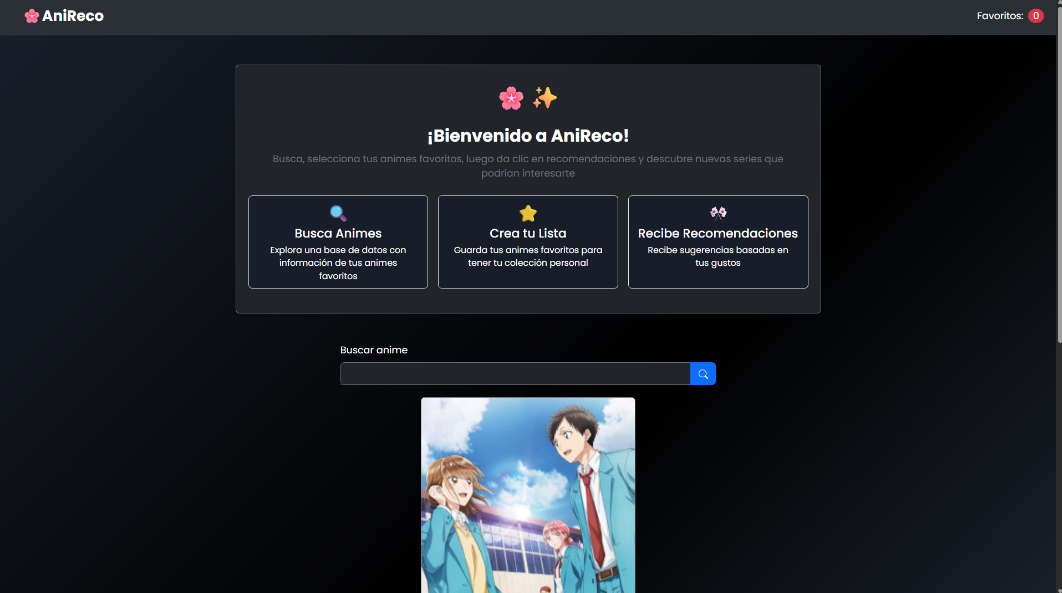 AniReco
Favoritos: 0
¡Bienvenido a AniReco!
Busca, selecciona tus animes favoritos, luego da clic en recomendaciones y descubre nuevas series que
podrían interesarte
Busca Animes
Explora una base de datos con
información de tus animes
favoritos
Crea tu Lista
Guarda tus animes favoritos para
tener tu colección personal
Recibe Recomendaciones
Recibe sugerencias basadas en
tus gustos
Buscar anime